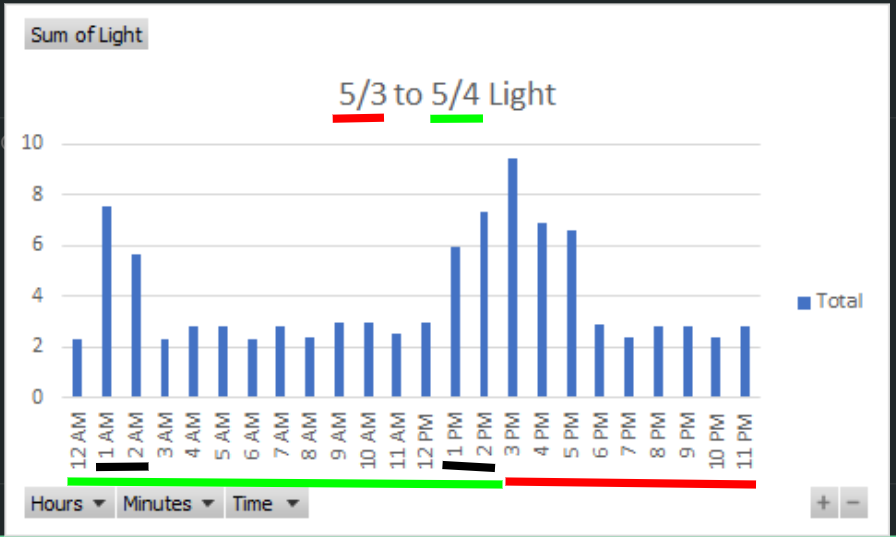 Sum of Light
5/3 to 5/4 Light
10
8
6
4
2
0
Total
12 AM
1 AM
2 AM
3 AM
4 AM
5 AM
6 AM
7 AM
8 AM
9 AM
10 AM
11 AM
12 PM
1 PM
2 PM
3 PM
4 PM
5 PM
6 PM
7 PM
8 PM
9 PM
10 PM
11 PM
Hours Minutes Time + −